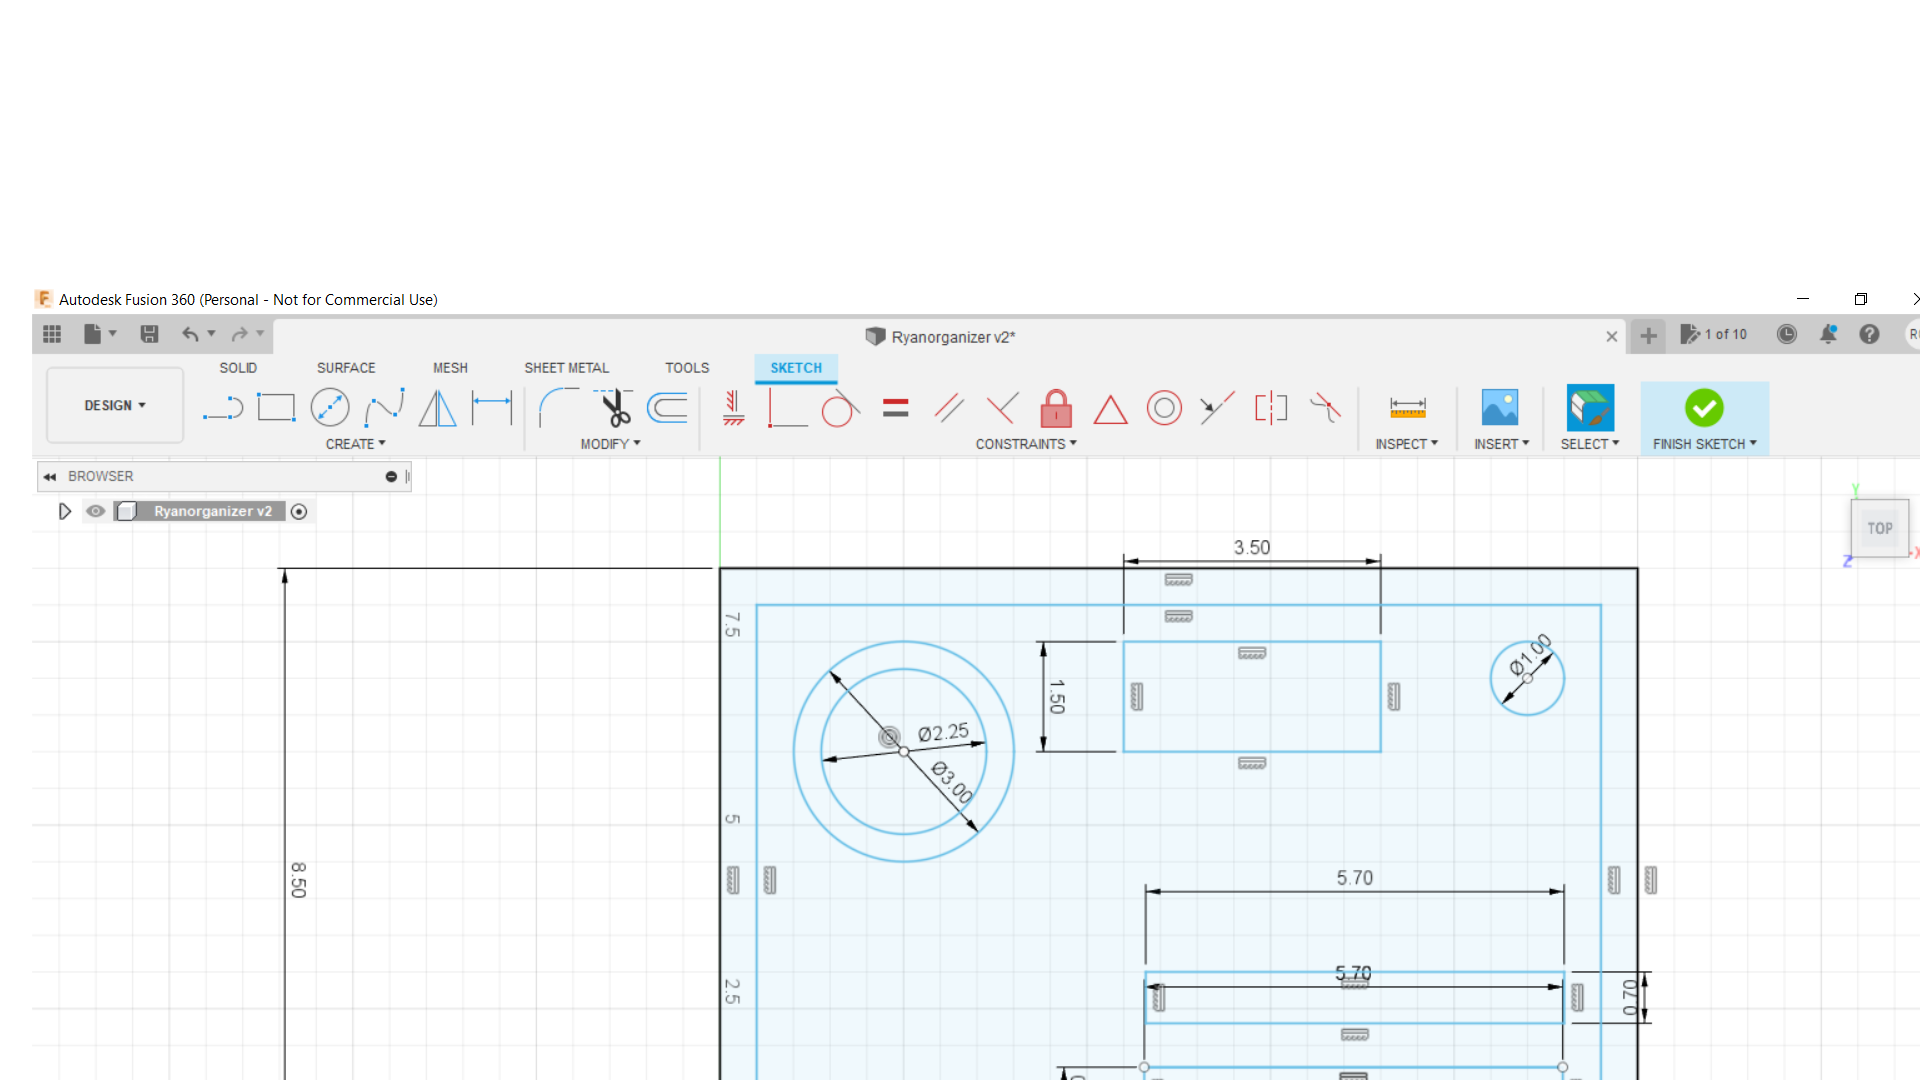 Autodesk Fusion 360 (Personal - Not for Commercial Use)
Ryanorganizer v2*
1 of 10
SOLID SURFACE MESH SHEET METAL TOOLS SKETCH
DESIGN
CREATE MODIFY CONSTRAINTS INSPECT INSERT SELECT FINISH SKETCH
BROWSER
Ryanorganizer v2
Y
TOP
Z
X
3.50
7.5
Ø1.00
1.50
Ø2.25
Ø3.00
5
8.50
5.70
5.70
2.5
0.70